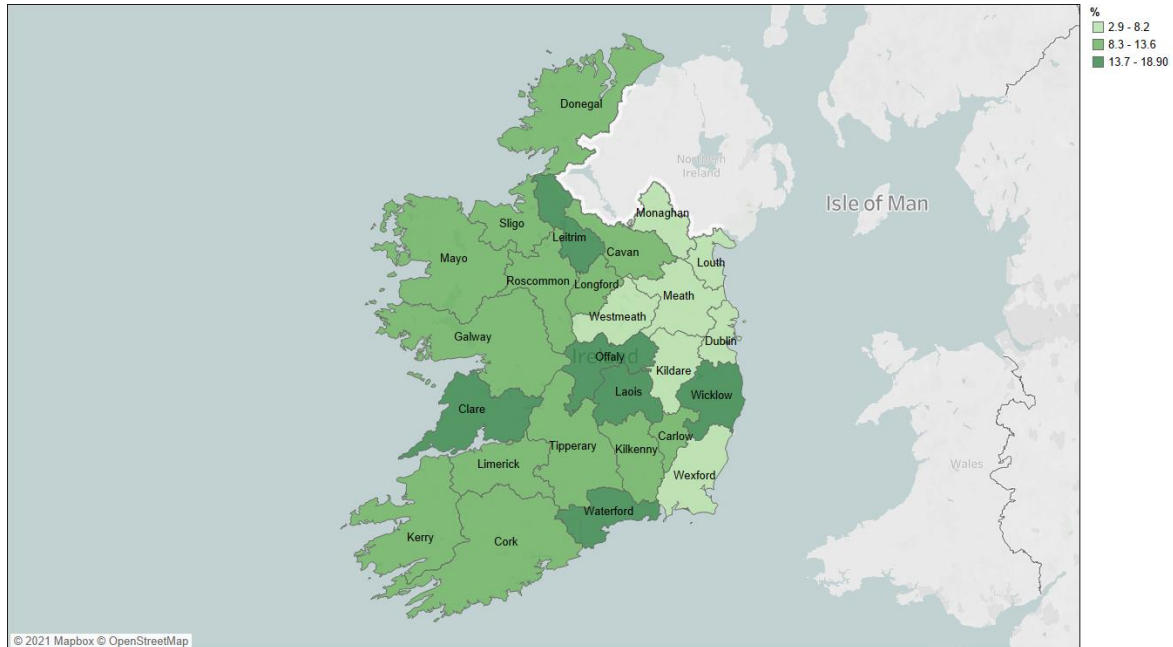 %
2.9 - 8.2
8.3 - 13.6
13.7 - 18.90
Donegal
Northern
Ireland
Isle of Man
Monaghan
Sligo
Leitrim
Cavan
Louth
Mayo
Roscommon
Longford
Meath
Westmeath
Galway
Dublin
Offaly
Ireland
Kildare
Laois
Wicklow
Clare
Carlow
Tipperary
Kilkenny
Limerick
Wexford
Wales
Waterford
Kerry
Cork
© 2021 Mapbox © OpenStreetMap